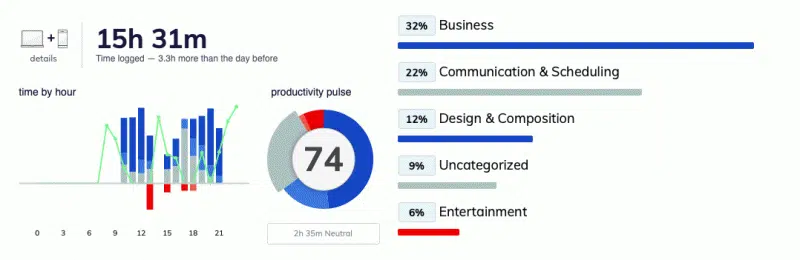 +
details
15h 31m
Time logged — 3.3h more than the day before
time by hour
0 3 6 9 12 15 18 21
productivity pulse
74
2h 35m Neutral
32% Business
22% Communication & Scheduling
12% Design & Composition
9% Uncategorized
6% Entertainment